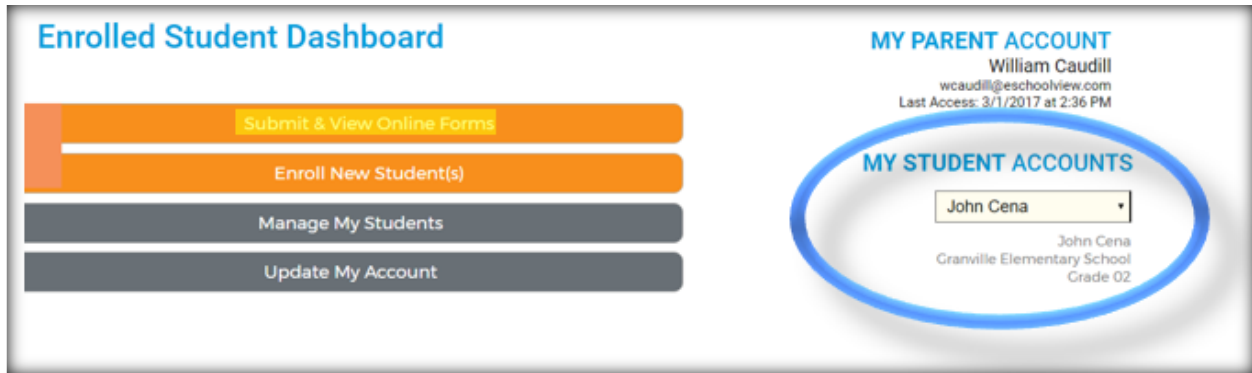 Enrolled Student Dashboard
Submit & View Online Forms
Enroll New Student(s)
Manage My Students
Update My Account
MY PARENT ACCOUNT
William Caudill
wcaudill@eschoolview.com
Last Access: 3/1/2017 at 2:36 PM
MY STUDENT ACCOUNTS
John Cena
John Cena
Granville Elementary School
Grade 02